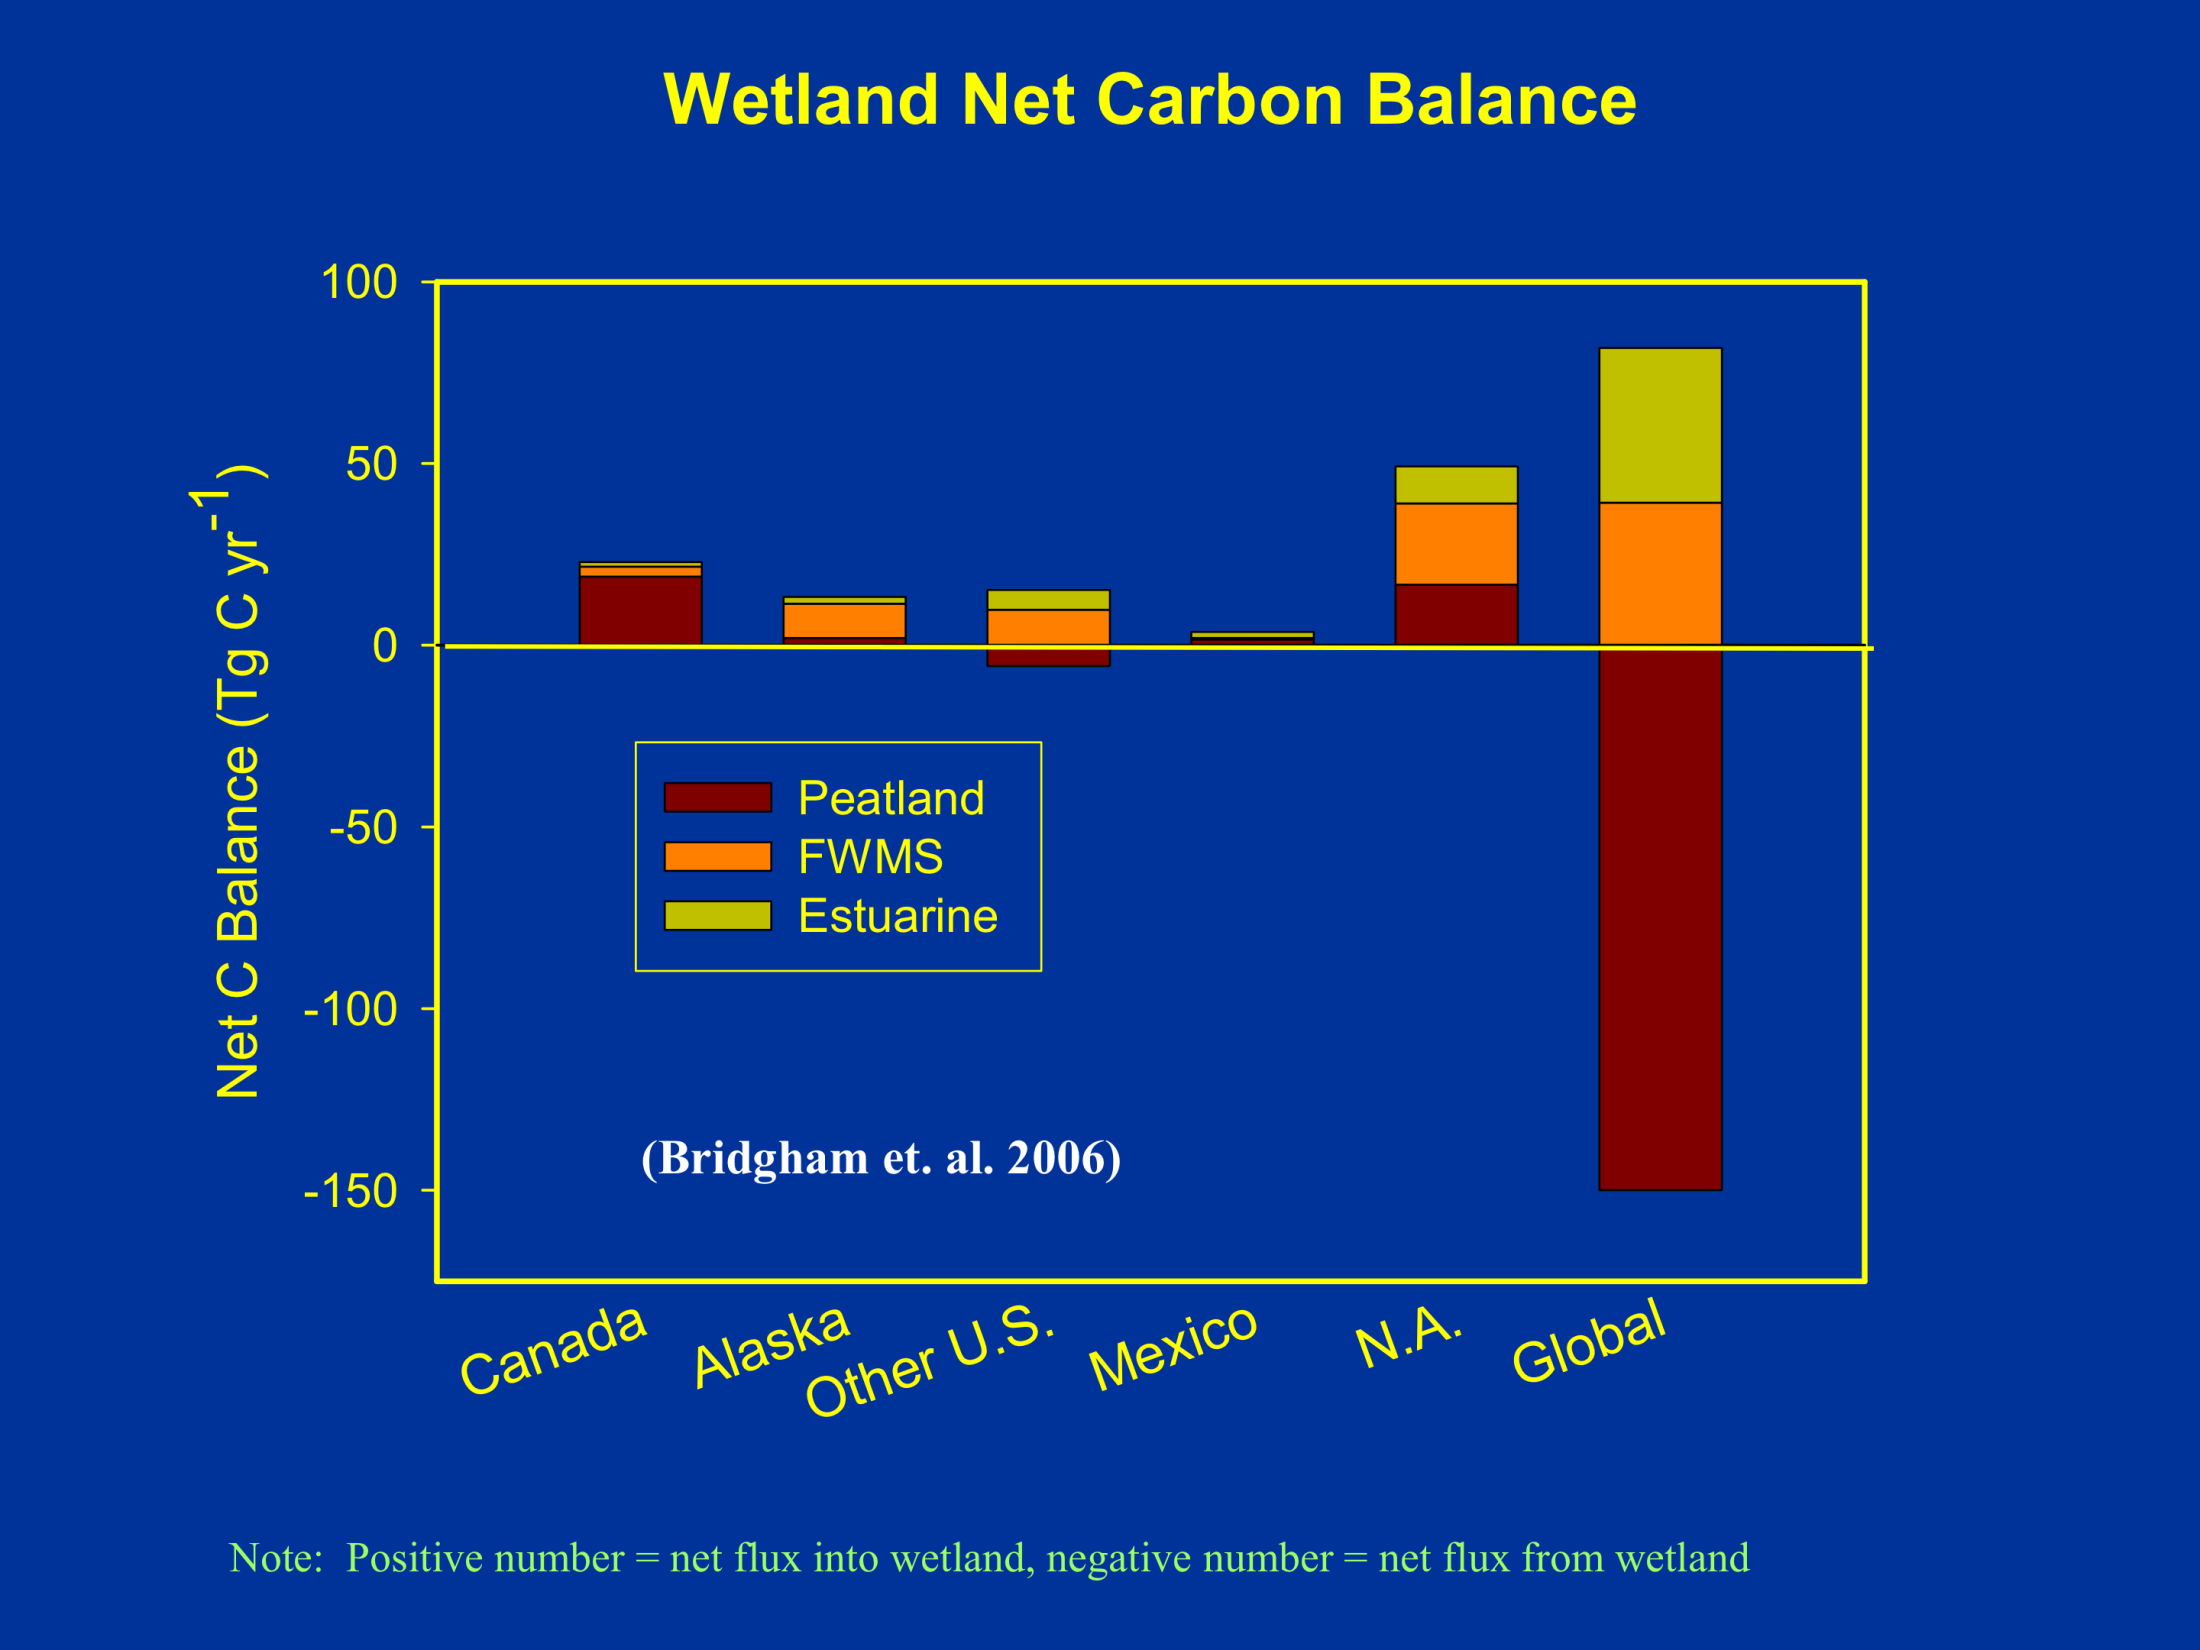 Wetland Net Carbon Balance
Net C Balance (Tg C yr-1)
100
50
0
-50
-100
-150
Peatland
FWMS
Estuarine
(Bridgham et. al. 2006)
Canada
Alaska
Other U.S.
Mexico
N.A.
Global
Note:  Positive number = net flux into wetland, negative number = net flux from wetland